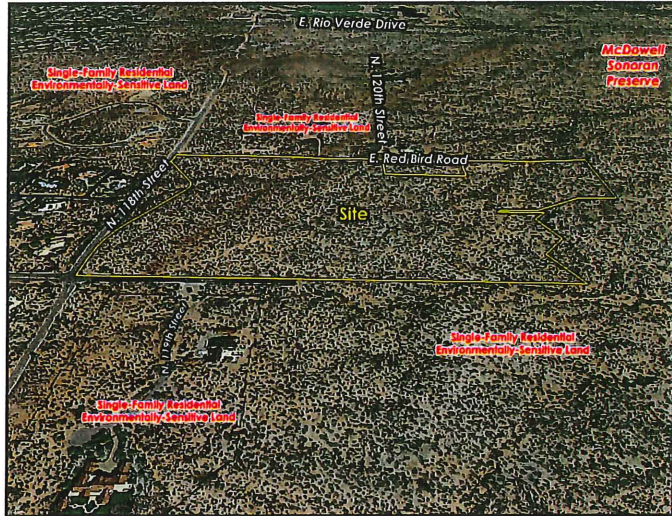 E. Rio Verde Drive
McDowell
Sonoran
Preserve
Single-Family Residential
Environmentally-Sensitive Land
N. 120th Street
Single-Family Residential
Environmentally-Sensitive Land
E. Red Bird Road
N. 118th Street
Site
N. 119th Street
Single-Family Residential
Environmentally-Sensitive Land
Single-Family Residential
Environmentally-Sensitive Land